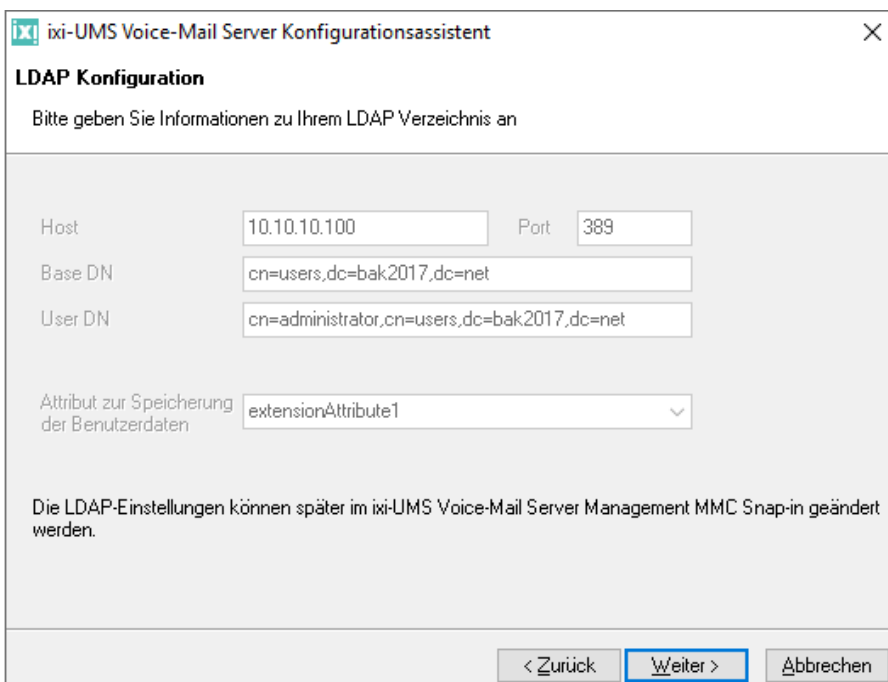 ixi ixi-UMS Voice-Mail Server Konfigurationsassistent
LDAP Konfiguration
Bitte geben Sie Informationen zu Ihrem LDAP Verzeichnis an
Host 10.10.10.100 Port 389
Base DN cn=users,dc=bak2017,dc=net
User DN cn=administrator,cn=users,dc=bak2017,dc=net
Attribut zur Speicherung
der Benutzerdaten extensionAttribute1
Die LDAP-Einstellungen können später im ixi-UMS Voice-Mail Server Management MMC Snap-in geändert
werden.
< Zurück Weiter > Abbrechen